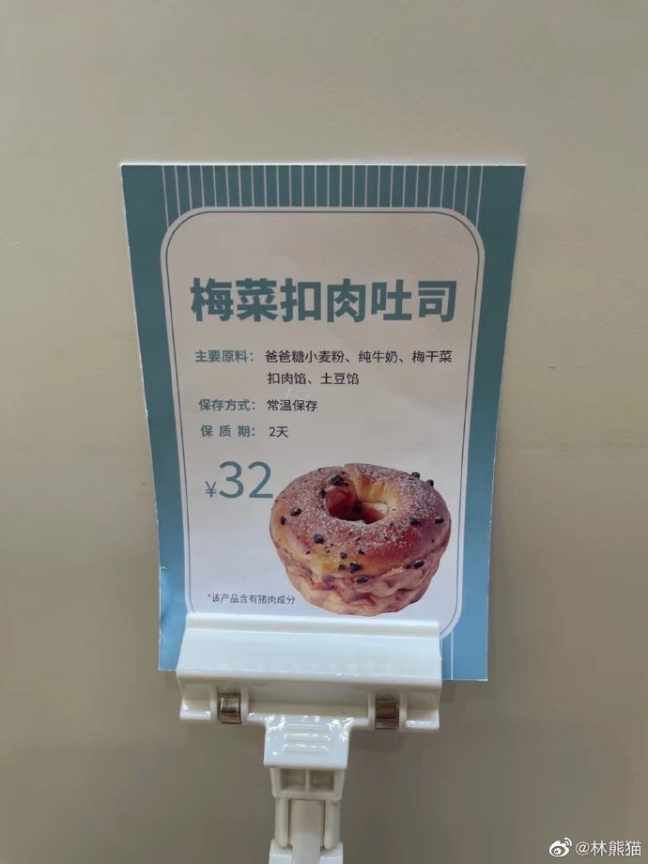 梅菜扣肉吐司
主要原料： 爸爸糖小麦粉、纯牛奶、梅干菜
扣肉馅、土豆馅
保存方式： 常温保存
保 质 期： 2天
¥32
*该产品含有猪肉成分
@林熊猫